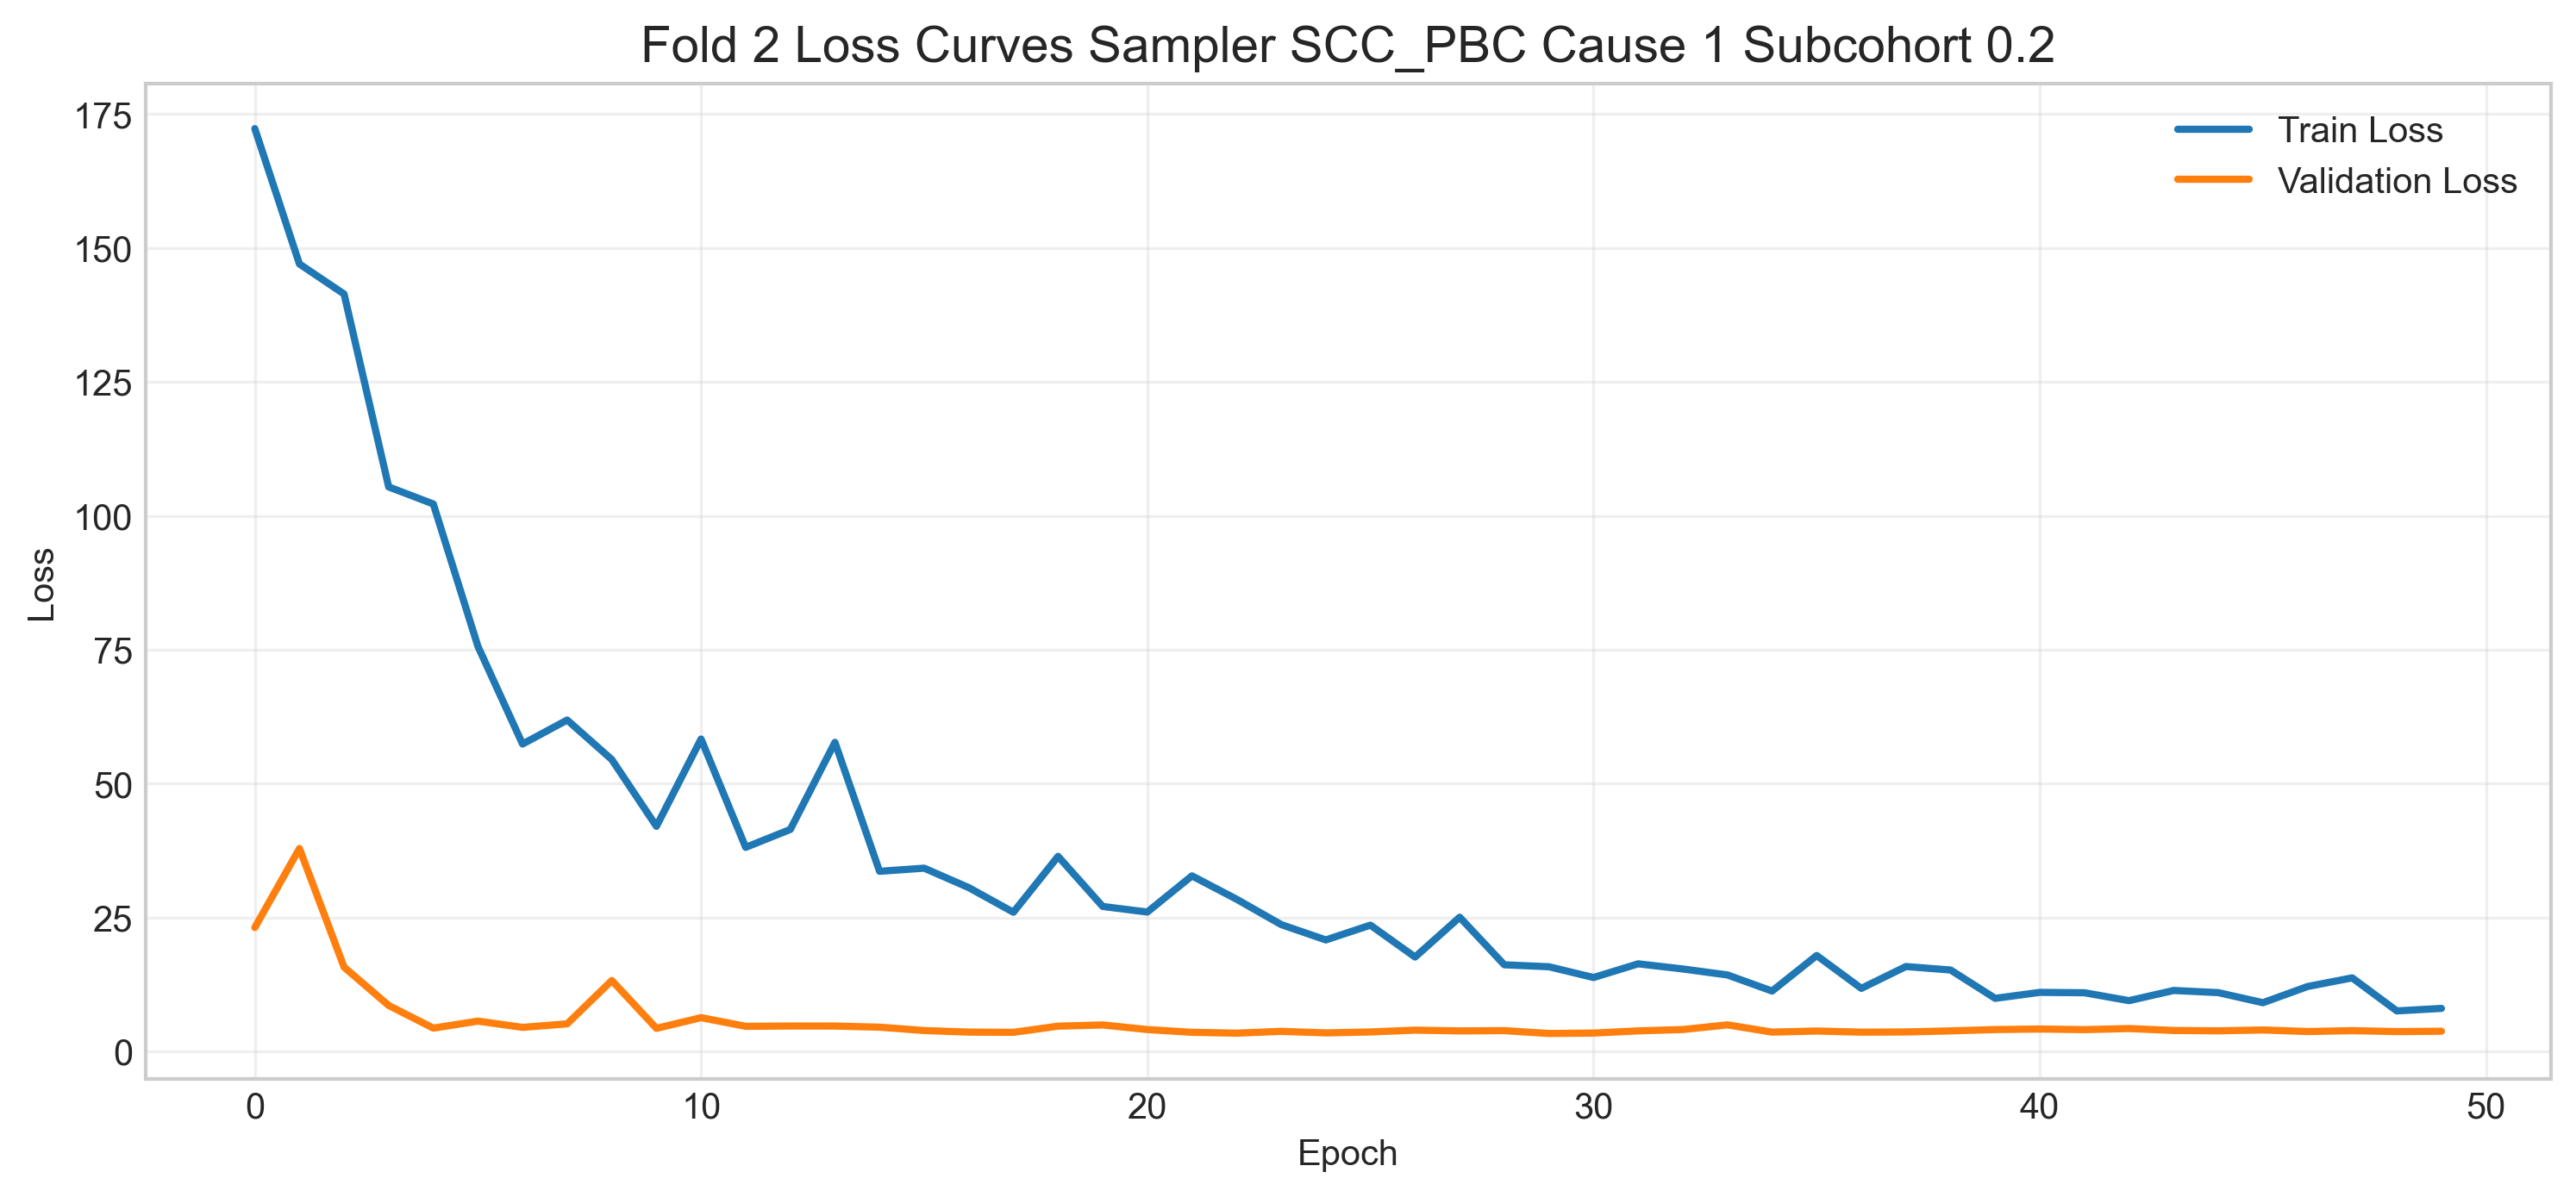 Fold 2 Loss Curves Sampler SCC_PBC Cause 1 Subcohort 0.2
Train Loss
Validation Loss
175
150
125
100
75
50
25
0
Loss
0 10 20 30 40 50
Epoch